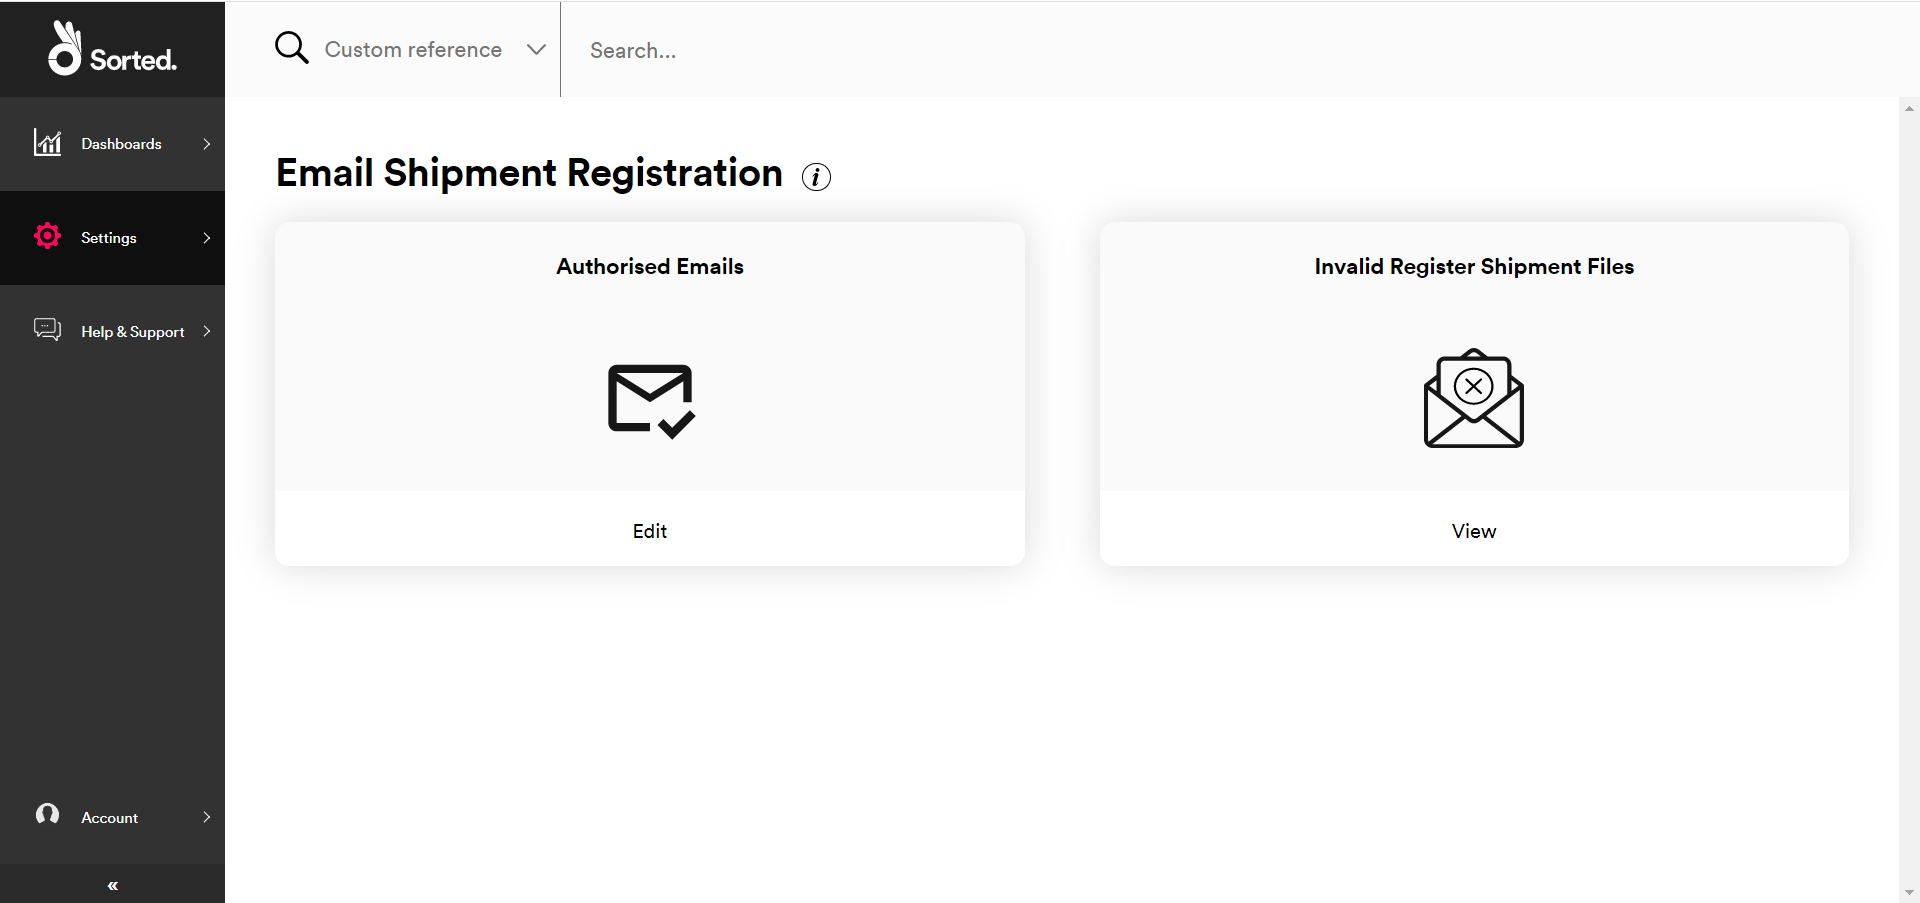 Sorted.
Custom reference
Search...
Dashboards
Settings
Help & Support
Account
«
Email Shipment Registration i
Authorised Emails
Edit
Invalid Register Shipment Files
View